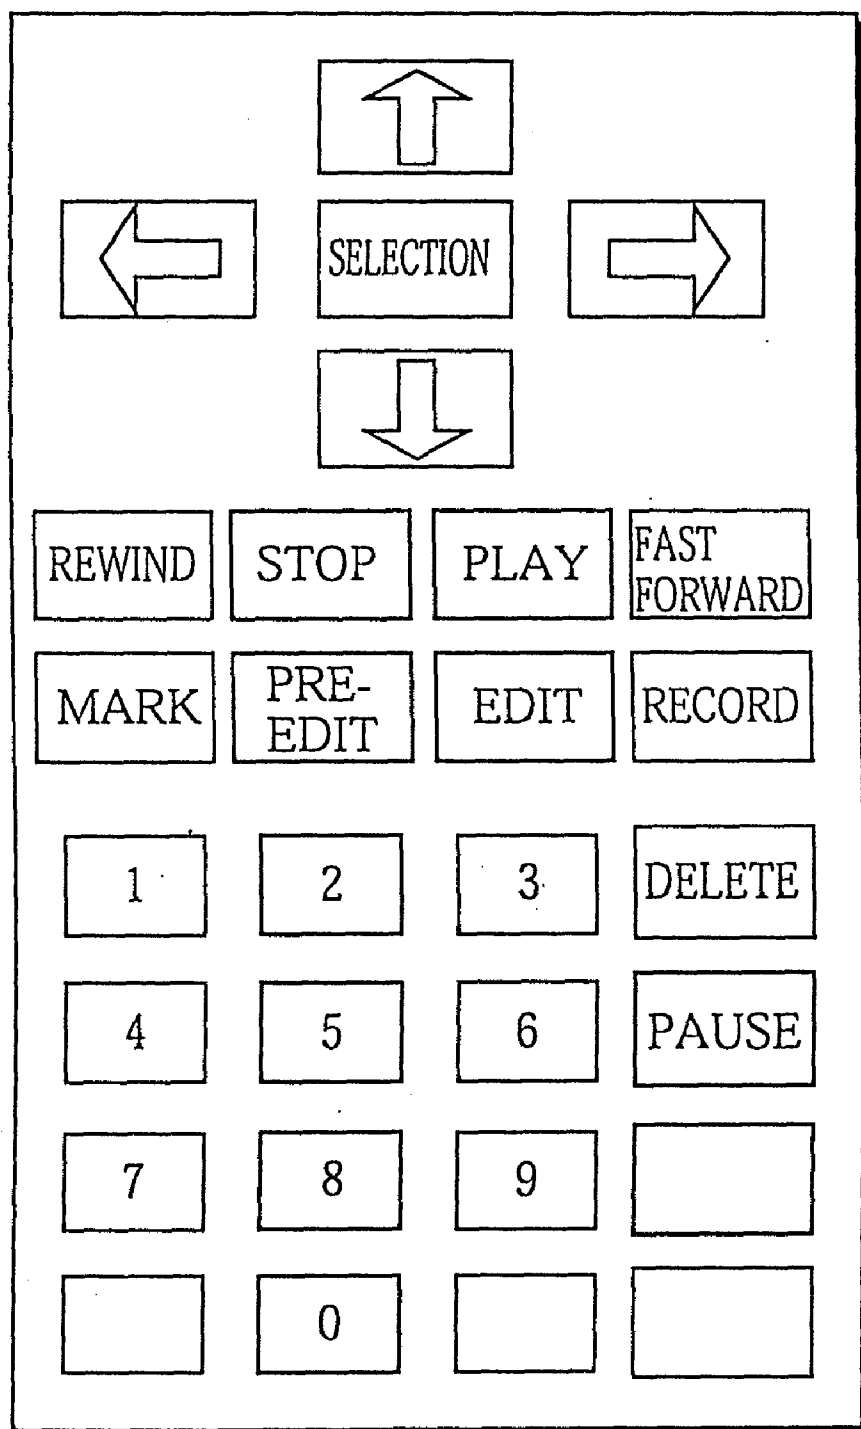 SELECTION
REWIND
STOP
PLAY
FAST
FORWARD
MARK
PRE-
EDIT
EDIT
RECORD
1
2
3
DELETE
4
5
6
PAUSE
7
8
9
0